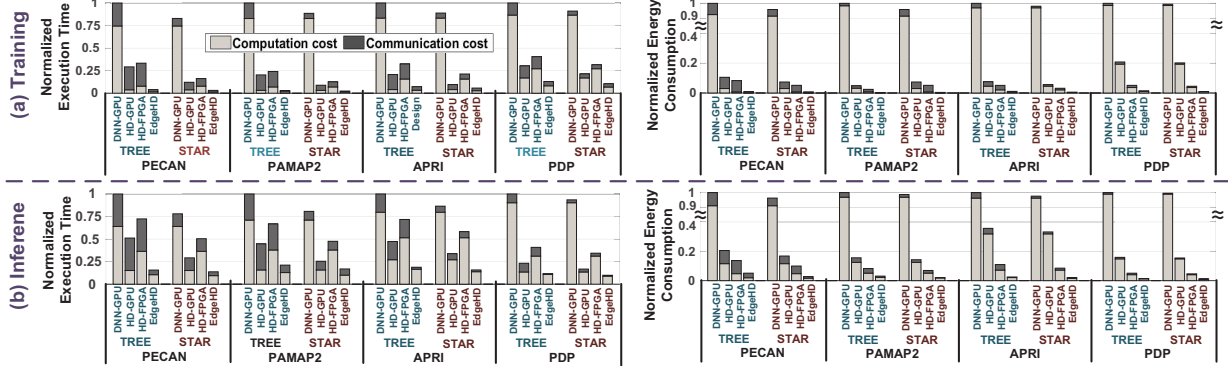 (a) Training
Normalized
Execution Time
1
0.75
0.5
0.25
0
Computation cost
Communication cost
DNN-GPU HD-GPU HD-FPGA EdgeHD DNN-GPU HD-GPU HD-FPGA EdgeHD DNN-GPU HD-GPU HD-FPGA EdgeHD DNN-GPU HD-GPU HD-FPGA EdgeHD DNN-GPU HD-GPU HD-FPGA Design DNN-GPU HD-GPU HD-FPGA EdgeHD DNN-GPU HD-GPU HD-FPGA EdgeHD DNN-GPU HD-GPU HD-FPGA EdgeHD
TREE STAR TREE STAR TREE STAR TREE STAR
PECAN PAMAP2 APRI PDP
Normalized Energy
Consumption
1
0.9
≈ ≈
0.2
0
DNN-GPU HD-GPU HD-FPGA EdgeHD DNN-GPU HD-GPU HD-FPGA EdgeHD DNN-GPU HD-GPU HD-FPGA EdgeHD DNN-GPU HD-GPU HD-FPGA EdgeHD DNN-GPU HD-GPU HD-FPGA EdgeHD DNN-GPU HD-GPU HD-FPGA EdgeHD DNN-GPU HD-GPU HD-FPGA EdgeHD DNN-GPU HD-GPU HD-FPGA EdgeHD
TREE STAR TREE STAR TREE STAR TREE STAR
PECAN PAMAP2 APRI PDP
(b) Inferene
Normalized
Execution Time
1
0.75
0.5
0.25
0
DNN-GPU HD-GPU HD-FPGA EdgeHD DNN-GPU HD-GPU HD-FPGA EdgeHD DNN-GPU HD-GPU HD-FPGA EdgeHD DNN-GPU HD-GPU HD-FPGA EdgeHD DNN-GPU HD-GPU HD-FPGA EdgeHD DNN-GPU HD-GPU HD-FPGA EdgeHD DNN-GPU HD-GPU HD-FPGA EdgeHD DNN-GPU HD-GPU HD-FPGA EdgeHD
TREE STAR TREE STAR TREE STAR TREE STAR
PECAN PAMAP2 APRI PDP
Normalized Energy
Consumption
1
0.9
≈ ≈
0.4
0.2
0
DNN-GPU HD-GPU HD-FPGA EdgeHD DNN-GPU HD-GPU HD-FPGA EdgeHD DNN-GPU HD-GPU HD-FPGA EdgeHD DNN-GPU HD-GPU HD-FPGA EdgeHD DNN-GPU HD-GPU HD-FPGA EdgeHD DNN-GPU HD-GPU HD-FPGA EdgeHD DNN-GPU HD-GPU HD-FPGA EdgeHD DNN-GPU HD-GPU HD-FPGA EdgeHD
TREE STAR TREE STAR TREE STAR TREE STAR
PECAN PAMAP2 APRI PDP